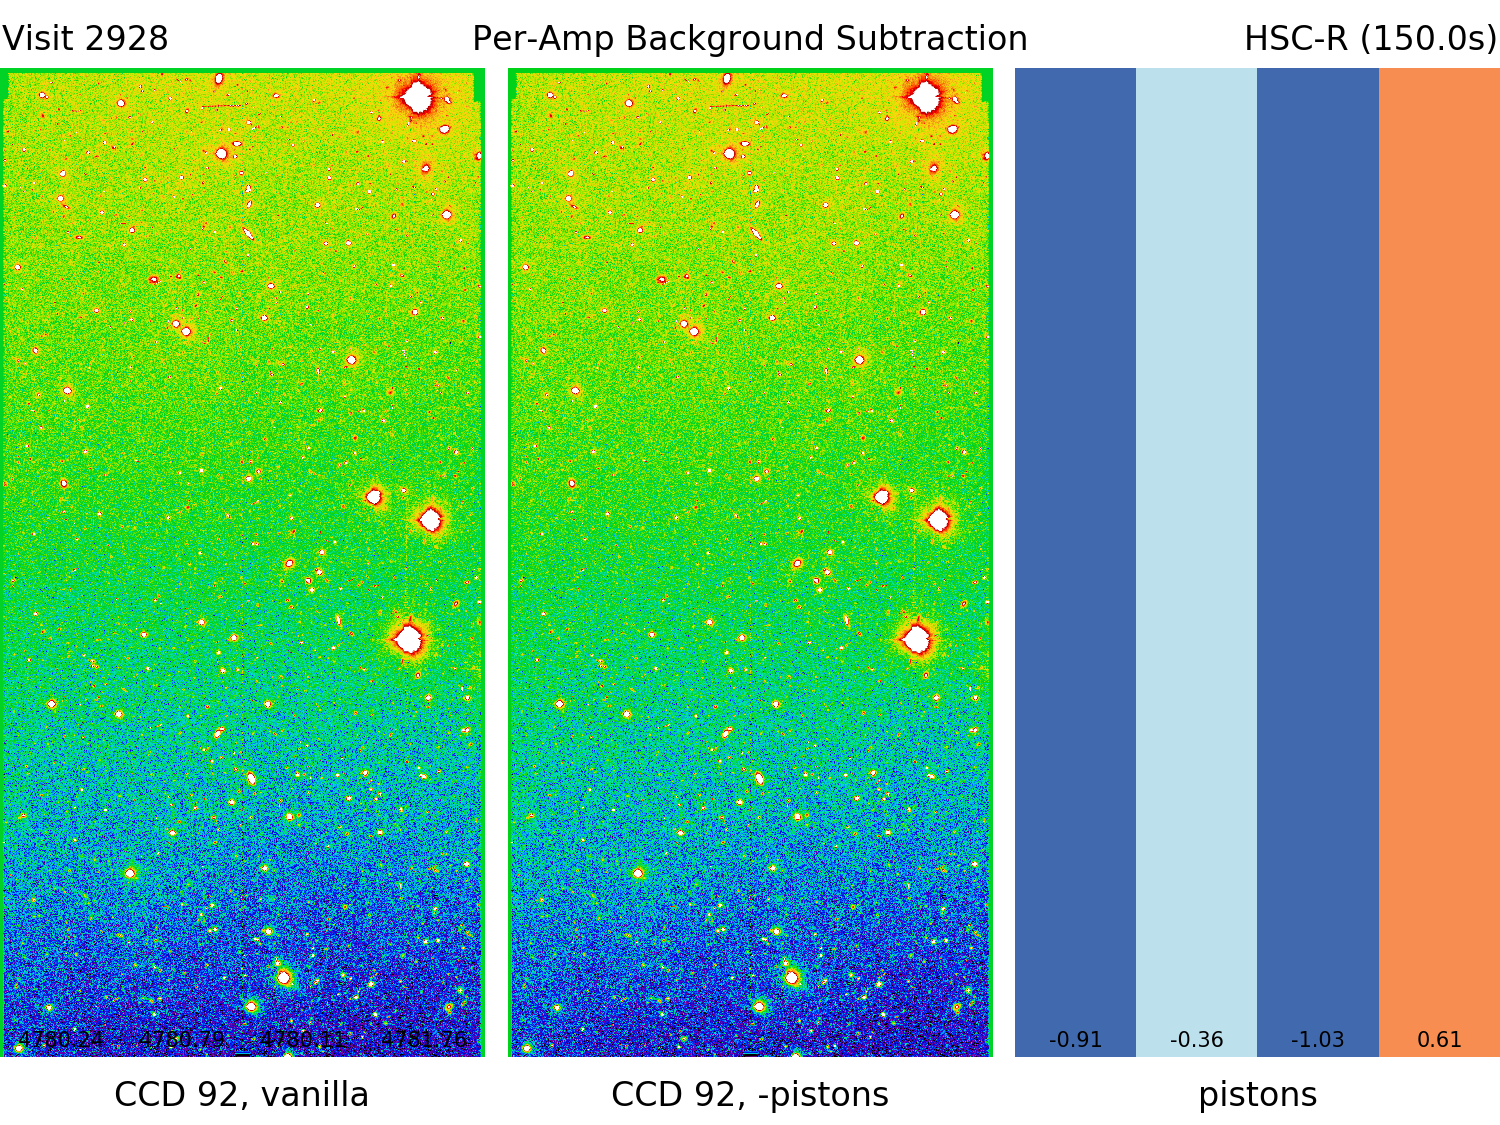 Visit 2928 Per-Amp Background Subtraction HSC-R (150.0s)
4780.24 4780.79 4780.11 4781.76 -0.91 -0.36 -1.03 0.61
CCD 92, vanilla CCD 92, -pistons pistons